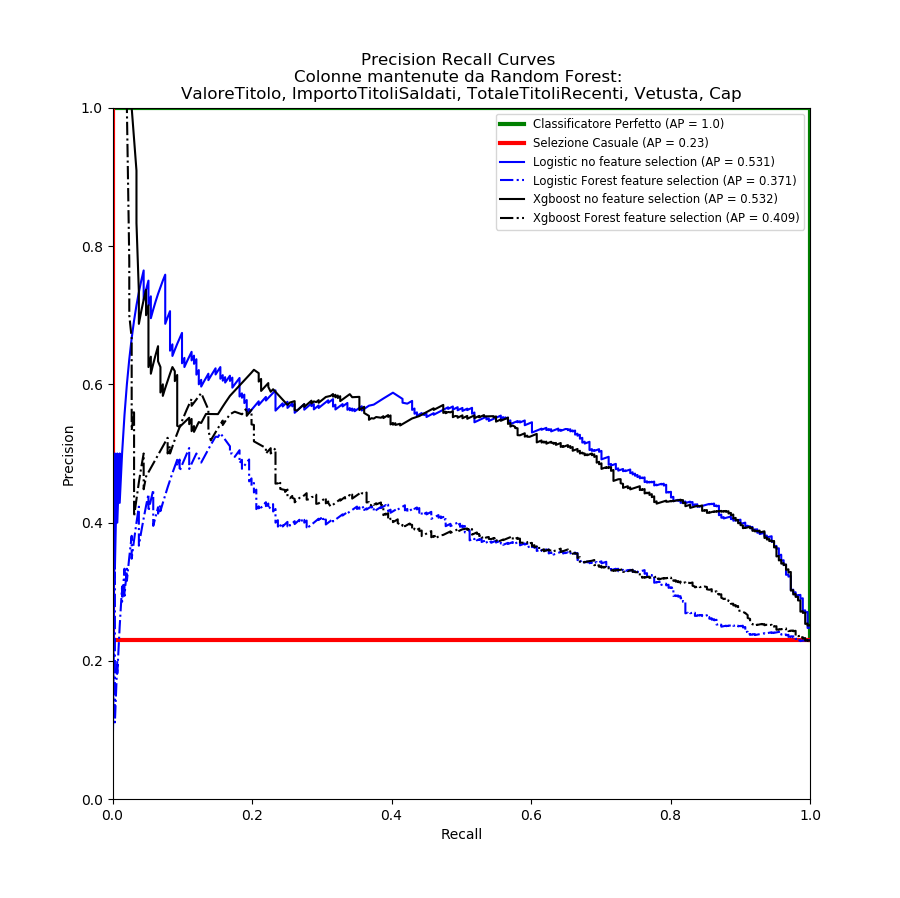 Precision Recall Curves
Colonne mantenute da Random Forest:
ValoreTitolo, ImportoTitoliSaldati, TotaleTitoliRecenti, Vetusta, Cap
Classificatore Perfetto (AP = 1.0)
Selezione Casuale (AP = 0.23)
Logistic no feature selection (AP = 0.531)
Logistic Forest feature selection (AP = 0.371)
Xgboost no feature selection (AP = 0.532)
Xgboost Forest feature selection (AP = 0.409)
1.0
0.8
0.6
0.4
0.2
0.0
Precision
0.0 0.2 0.4 0.6 0.8 1.0
Recall